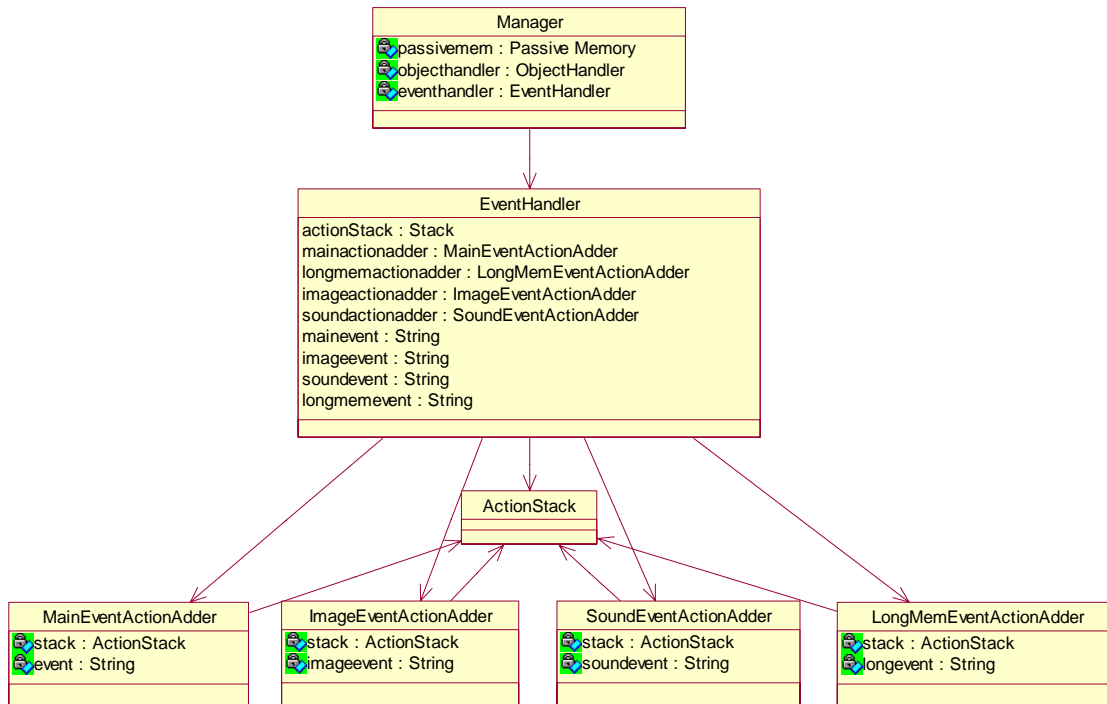 Manager
passivemem : Passive Memory
objecthandler : ObjectHandler
eventhandler : EventHandler
EventHandler
actionStack : Stack
mainactionadder : MainEventActionAdder
longmemactionadder : LongMemEventActionAdder
imageactionadder : ImageEventActionAdder
soundactionadder : SoundEventActionAdder
mainevent : String
imageevent : String
soundevent : String
longmemevent : String
ActionStack
MainEventActionAdder
stack : ActionStack
event : String
ImageEventActionAdder
stack : ActionStack
imageevent : String
SoundEventActionAdder
stack : ActionStack
soundevent : String
LongMemEventActionAdder
stack : ActionStack
longevent : String